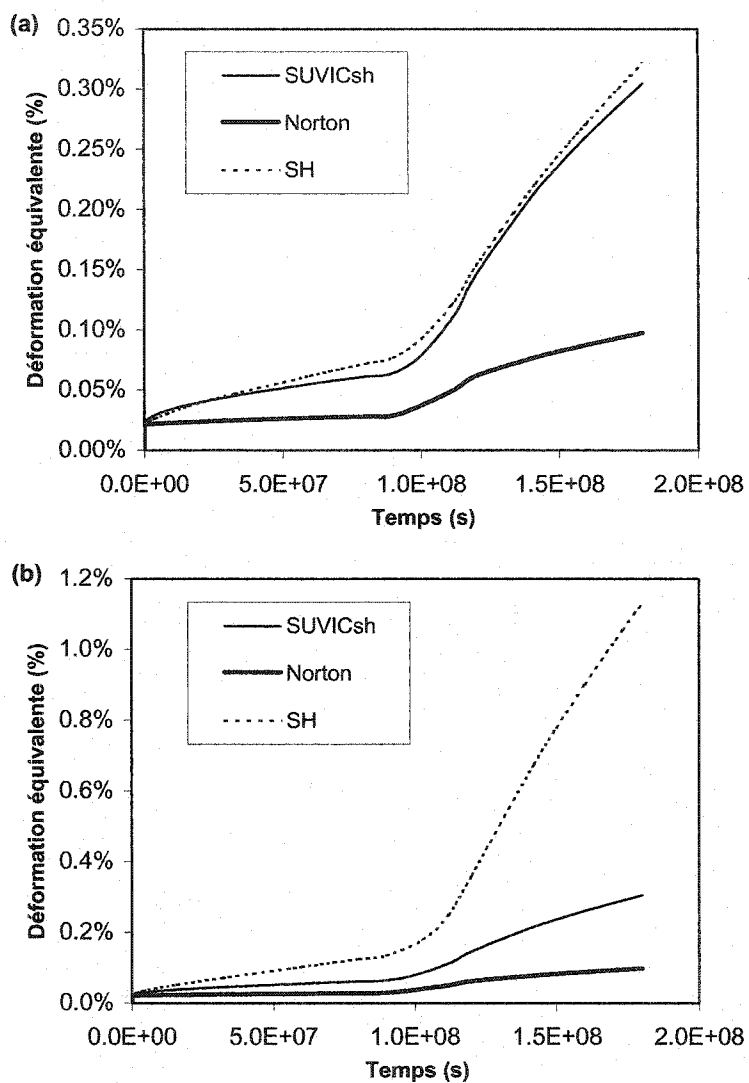 (a)
0.35%
0.30%
0.25%
0.20%
0.15%
0.10%
0.05%
0.00%
Déformation équivalente (%)
SUVICsh
Norton
SH
0.0E+00 5.0E+07 1.0E+08 1.5E+08 2.0E+08
Temps (s)
(b)
1.2%
1.0%
0.8%
0.6%
0.4%
0.2%
0.0%
Déformation équivalente (%)
SUVICsh
Norton
SH
0.0E+00 5.0E+07 1.0E+08 1.5E+08 2.0E+08
Temps (s)